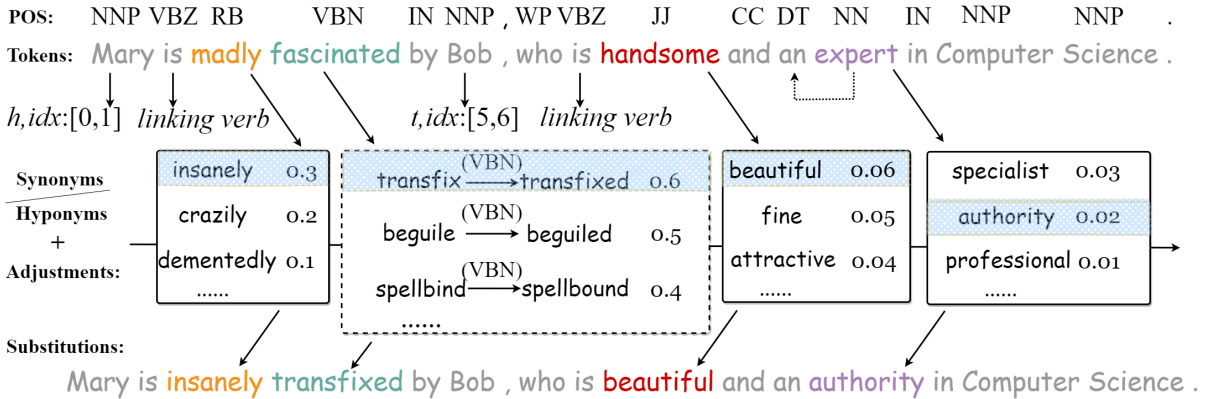 POS: NNP VBZ RB VBN IN NNP , WP VBZ JJ CC DT NN IN NNP NNP .
Tokens: Mary is madly fascinated by Bob , who is handsome and an expert in Computer Science .
h,idx:[0,1] linking verb t,idx:[5,6] linking verb
Synonyms
Hyponyms
+
Adjustments:
insanely 0.3
crazily 0.2
dementedly 0.1
......
(VBN)
transfix transfixed 0.6
(VBN)
beguile beguiled 0.5
(VBN)
spellbind spellbound 0.4
......
beautiful 0.06
fine 0.05
attractive 0.04
......
specialist 0.03
authority 0.02
professional 0.01
......
Substitutions:
Mary is insanely transfixed by Bob , who is beautiful and an authority in Computer Science .